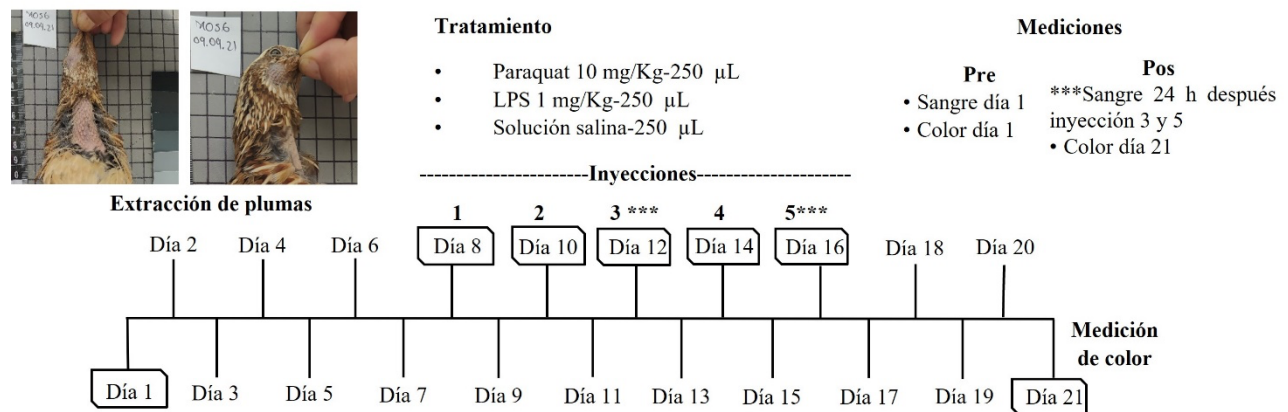 MOS6
09.09.21
MOS6
09.09.21
Tratamiento
• Paraquat 10 mg/Kg-250 µL
• LPS 1 mg/Kg-250 µL
• Solución salina-250 µL
Mediciones
Pre
• Sangre día 1
• Color día 1
Pos
***Sangre 24 h después
inyección 3 y 5
• Color día 21
-----------------------Inyecciones---------------------
Extracción de plumas
1 2 3 *** 4 5***
Día 2 Día 4 Día 6 Día 8 Día 10 Día 12 Día 14 Día 16 Día 18 Día 20
Medición
de color
Día 1 Día 3 Día 5 Día 7 Día 9 Día 11 Día 13 Día 15 Día 17 Día 19 Día 21